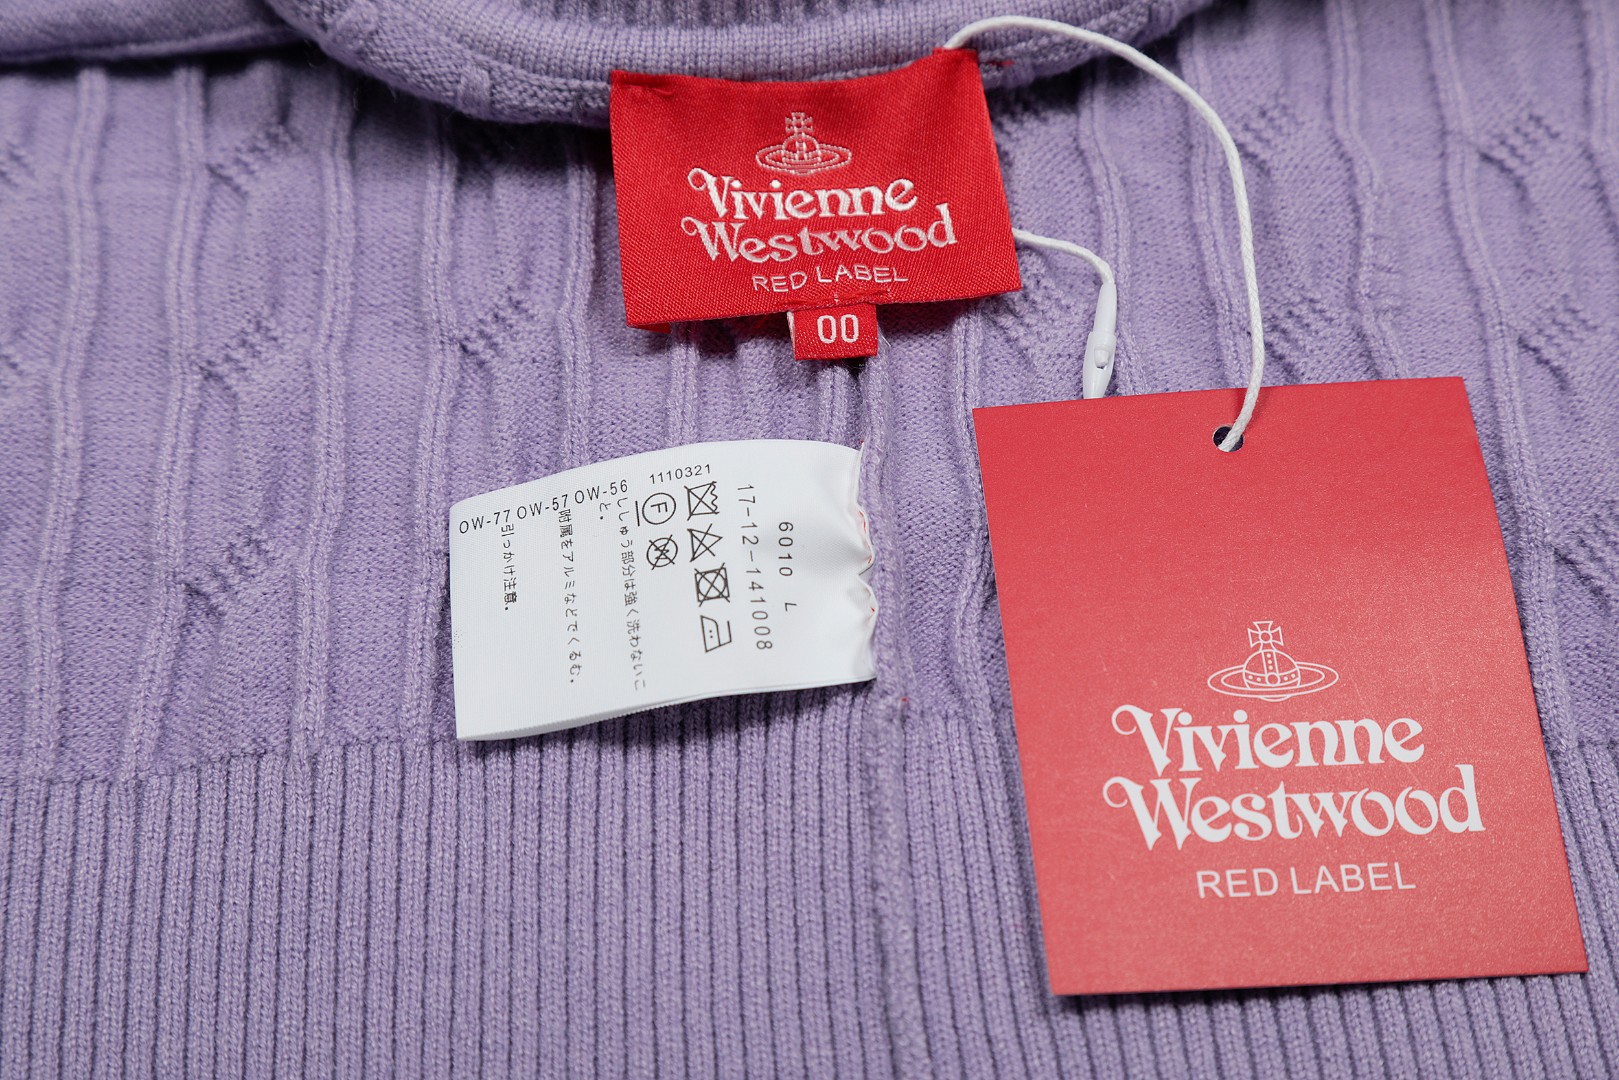 Vivienne
Westwood
RED LABEL
00
6010 L
17-12-141008
1110321
F
OW-56
ししゅう部分は強く洗わないこ
と。
OW-57
附属をアルミなどでくるむ。
OW-77
引っかけ注意。
Vivienne
Westwood
RED LABEL